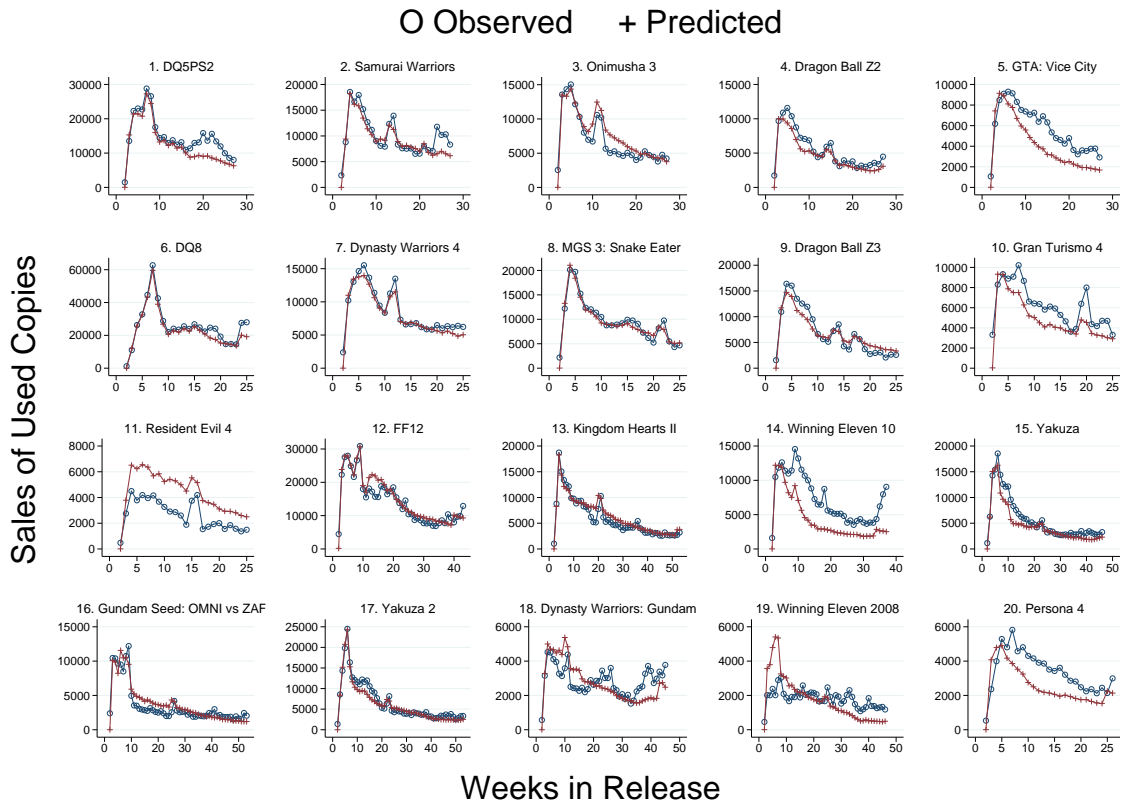 O Observed + Predicted
1. DQ5PS2
2. Samurai Warriors
3. Onimusha 3
4. Dragon Ball Z2
5. GTA: Vice City
30000
20000
10000
0
0 10 20 30
20000
15000
10000
5000
0
0 10 20 30
15000
10000
5000
0
0 10 20 30
15000
10000
5000
0
0 10 20 30
10000
8000
6000
4000
2000
0
0 10 20 30
6. DQ8
7. Dynasty Warriors 4
8. MGS 3: Snake Eater
9. Dragon Ball Z3
10. Gran Turismo 4
60000
40000
20000
0
0 5 10 15 20 25
15000
10000
5000
0
0 5 10 15 20 25
20000
15000
10000
5000
0
0 5 10 15 20 25
20000
15000
10000
5000
0
0 5 10 15 20 25
10000
8000
6000
4000
2000
0
0 5 10 15 20 25
Sales of Used Copies
11. Resident Evil 4
12. FF12
13. Kingdom Hearts II
14. Winning Eleven 10
15. Yakuza
8000
6000
4000
2000
0
0 5 10 15 20 25
30000
20000
10000
0
0 10 20 30 40
20000
15000
10000
5000
0
0 10 20 30 40 50
15000
10000
5000
0
0 10 20 30 40
20000
15000
10000
5000
0
0 10 20 30 40 50
16. Gundam Seed: OMNI vs ZAF
17. Yakuza 2
18. Dynasty Warriors: Gundam
19. Winning Eleven 2008
20. Persona 4
15000
10000
5000
0
0 10 20 30 40 50
25000
20000
15000
10000
5000
0
0 10 20 30 40 50
6000
4000
2000
0
0 10 20 30 40 50
6000
4000
2000
0
0 10 20 30 40 50
6000
4000
2000
0
0 5 10 15 20 25
Weeks in Release